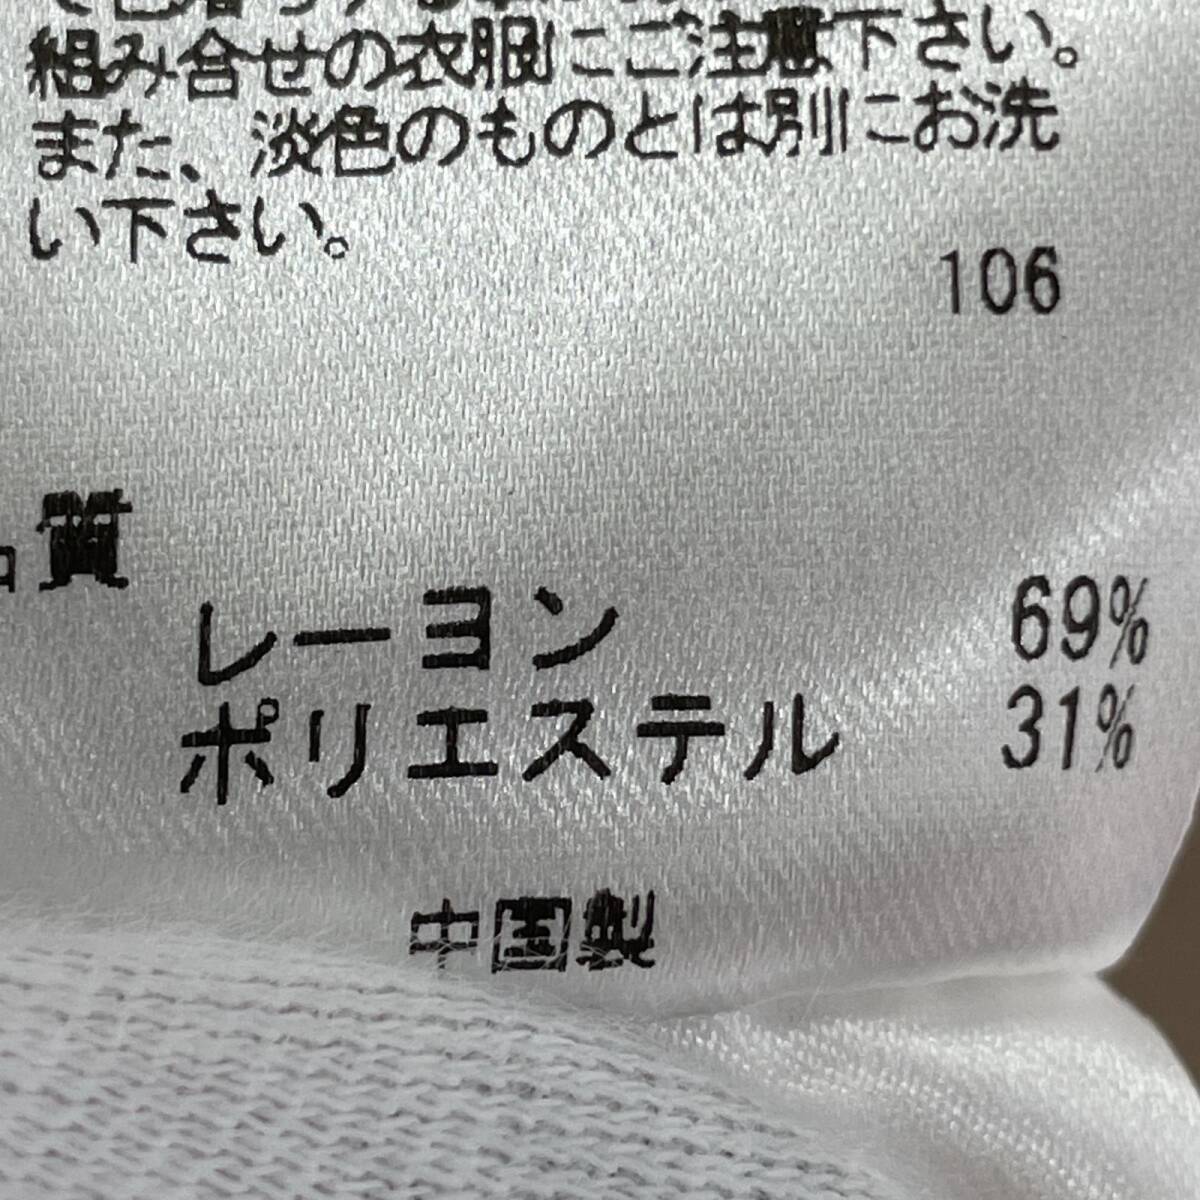 組み合せの衣服にご注意下さい。
また、淡色のものとは別にお洗
い下さい。
106
品質
レーヨン 69%
ポリエステル 31%
中国製